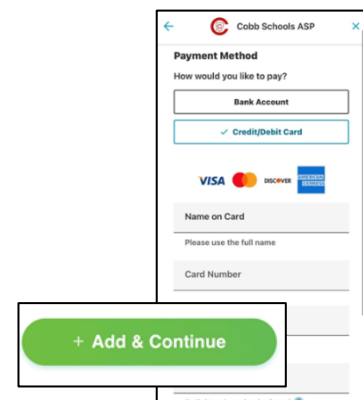 Cobb Schools ASP
Payment Method
How would you like to pay?
Bank Account
Credit/Debit Card
VISA DISCOVER AMERICAN EXPRESS
Name on Card
Please use the full name
Card Number
+ Add & Continue